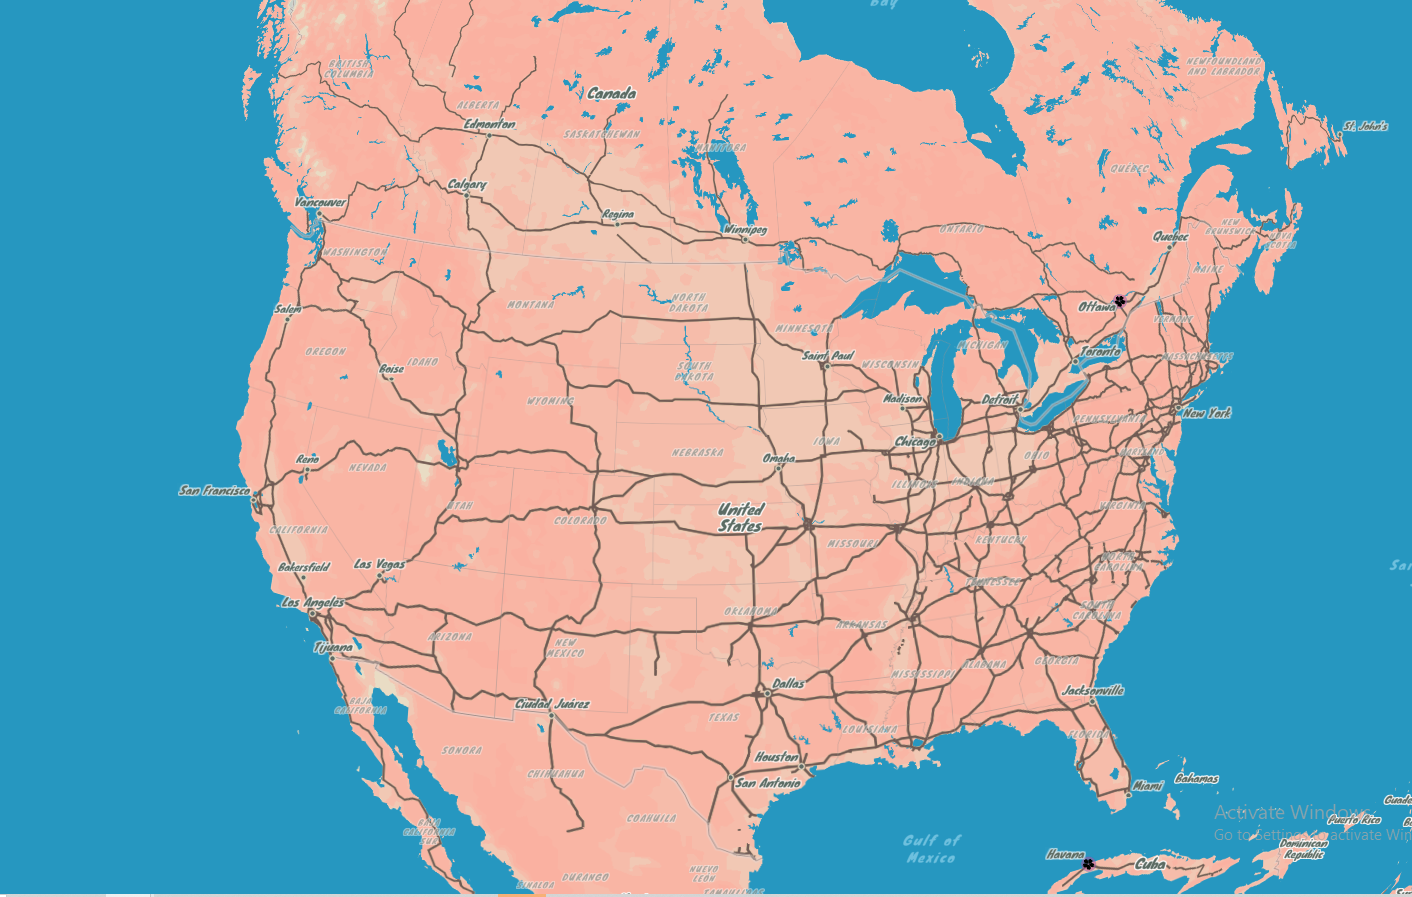 Bay
BRITISH
COLUMBIA
Canada
ALBERTA
Edmonton
SASKATCHEWAN
MANITOBA
NEWFOUNDLAND
AND LABRADOR
St. John's
QUÉBEC
Calgary
Vancouver
Regina
Winnipeg
ONTARIO
Quebec
NEW
BRUNSWICK
NOVA
SCOTIA
WASHINGTON
MAINE
MONTANA
NORTH
DAKOTA
Ottawa
Salem
MINNESOTA
VERMONT
OREGON
IDAHO
Boise
Saint Paul
WISCONSIN
MICHIGAN
Toronto
MASSACHUSETTS
SOUTH
DAKOTA
WYOMING
Madison
Detroit
New York
PENNSYLVANIA
Chicago
IOWA
NEBRASKA
Omaha
OHIO
MARYLAND
Reno
NEVADA
San Francisco
UTAH
ILLINOIS
INDIANA
VIRGINIA
CALIFORNIA
COLORADO
United
States
MISSOURI
KENTUCKY
Bakersfield
Las Vegas
NORTH
CAROLINA
TENNESSEE
San
Los Angeles
OKLAHOMA
ARKANSAS
SOUTH
CAROLINA
ARIZONA
NEW
MEXICO
Tijuana
MISSISSIPPI
ALABAMA
GEORGIA
Dallas
Jacksonville
BAJA
CALIFORNIA
Ciudad Juárez
TEXAS
LOUISIANA
FLORIDA
SONORA
Houston
CHIHUAHUA
San Antonio
Miami
Bahamas
COAHUILA
BAJA
CALIFORNIA
SUR
Activate Windows
Go to Settings to activate Win
Guade
Puerto Rico
Gulf of
Mexico
Havana
Cuba
Dominican
Republic
SINALOA
DURANGO
NUEVO
LEON
TAMAULIPAS